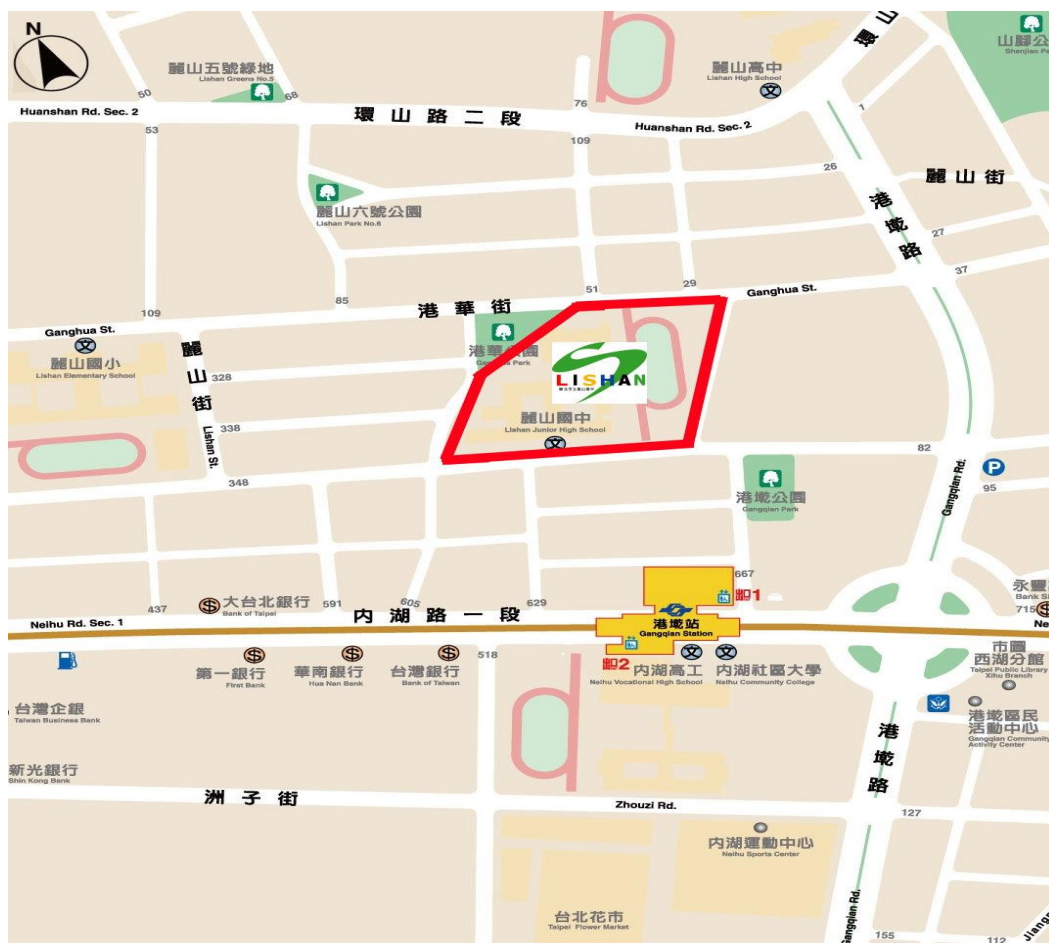 N
環山
山腳公
Shanjian Pa
麗山五號綠地
Lishan Greens No.5
麗山高中
Lishan High School
50
68
76
1
Huanshan Rd. Sec. 2
環山路二段
Huanshan Rd. Sec. 2
53
109
26
麗山街
麗山六號公園
Lishan Park No.6
港墘路
27
37
51
29
85
港華街
Ganghua St.
109
Ganghua St.
麗山國小
Lishan Elementary School
麗山街
港華公園
Park
LISHAN
328
麗山國中
Lishan Junior High School
338
Lishan St.
82
348
港墘公園
Gangqian Park
Gangqian Rd.
P
95
667
出口1
大台北銀行
Bank of Taipei
437
591
605
629
內湖路一段
Neihu Rd. Sec. 1
港墘站
Gangqian Station
永豐
Bank Si
715
Ne
518
出口2
第一銀行
First Bank
華南銀行
Hua Nan Bank
台灣銀行
Bank of Taiwan
內湖高工
Neihu Vocational High School
內湖社區大學
Neihu Community College
市圖
西湖分館
Taipei Public Library
Xihu Branch
台灣企銀
Taiwan Business Bank
港墘區民
活動中心
Gangqian Community
Activity Center
港墘路
新光銀行
Shin Kong Bank
洲子街
Zhouzi Rd.
127
內湖運動中心
Neihu Sports Center
台北花市
Taipei Flower Market
Gangqian Rd.
155
112
Jiang